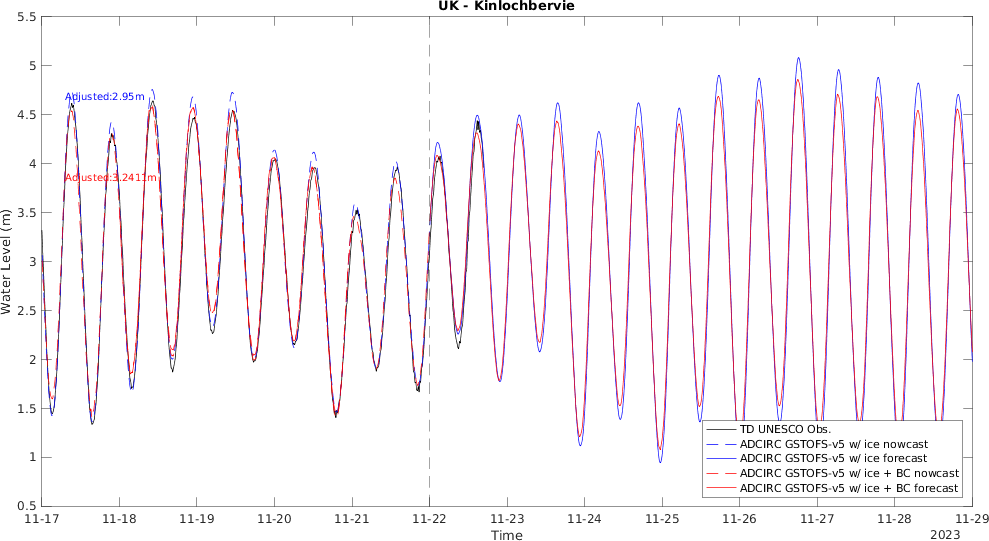 UK - Kinlochbervie
5.5
5
4.5
4
3.5
3
2.5
2
1.5
1
0.5
Water Level (m)
Adjusted:2.95m
Adjusted:3.2411m
TD UNESCO Obs.
ADCIRC GSTOFS-v5 w/ ice nowcast
ADCIRC GSTOFS-v5 w/ ice forecast
ADCIRC GSTOFS-v5 w/ ice + BC nowcast
ADCIRC GSTOFS-v5 w/ ice + BC forecast
11-17 11-18 11-19 11-20 11-21 11-22 11-23 11-24 11-25 11-26 11-27 11-28 11-29
Time
2023